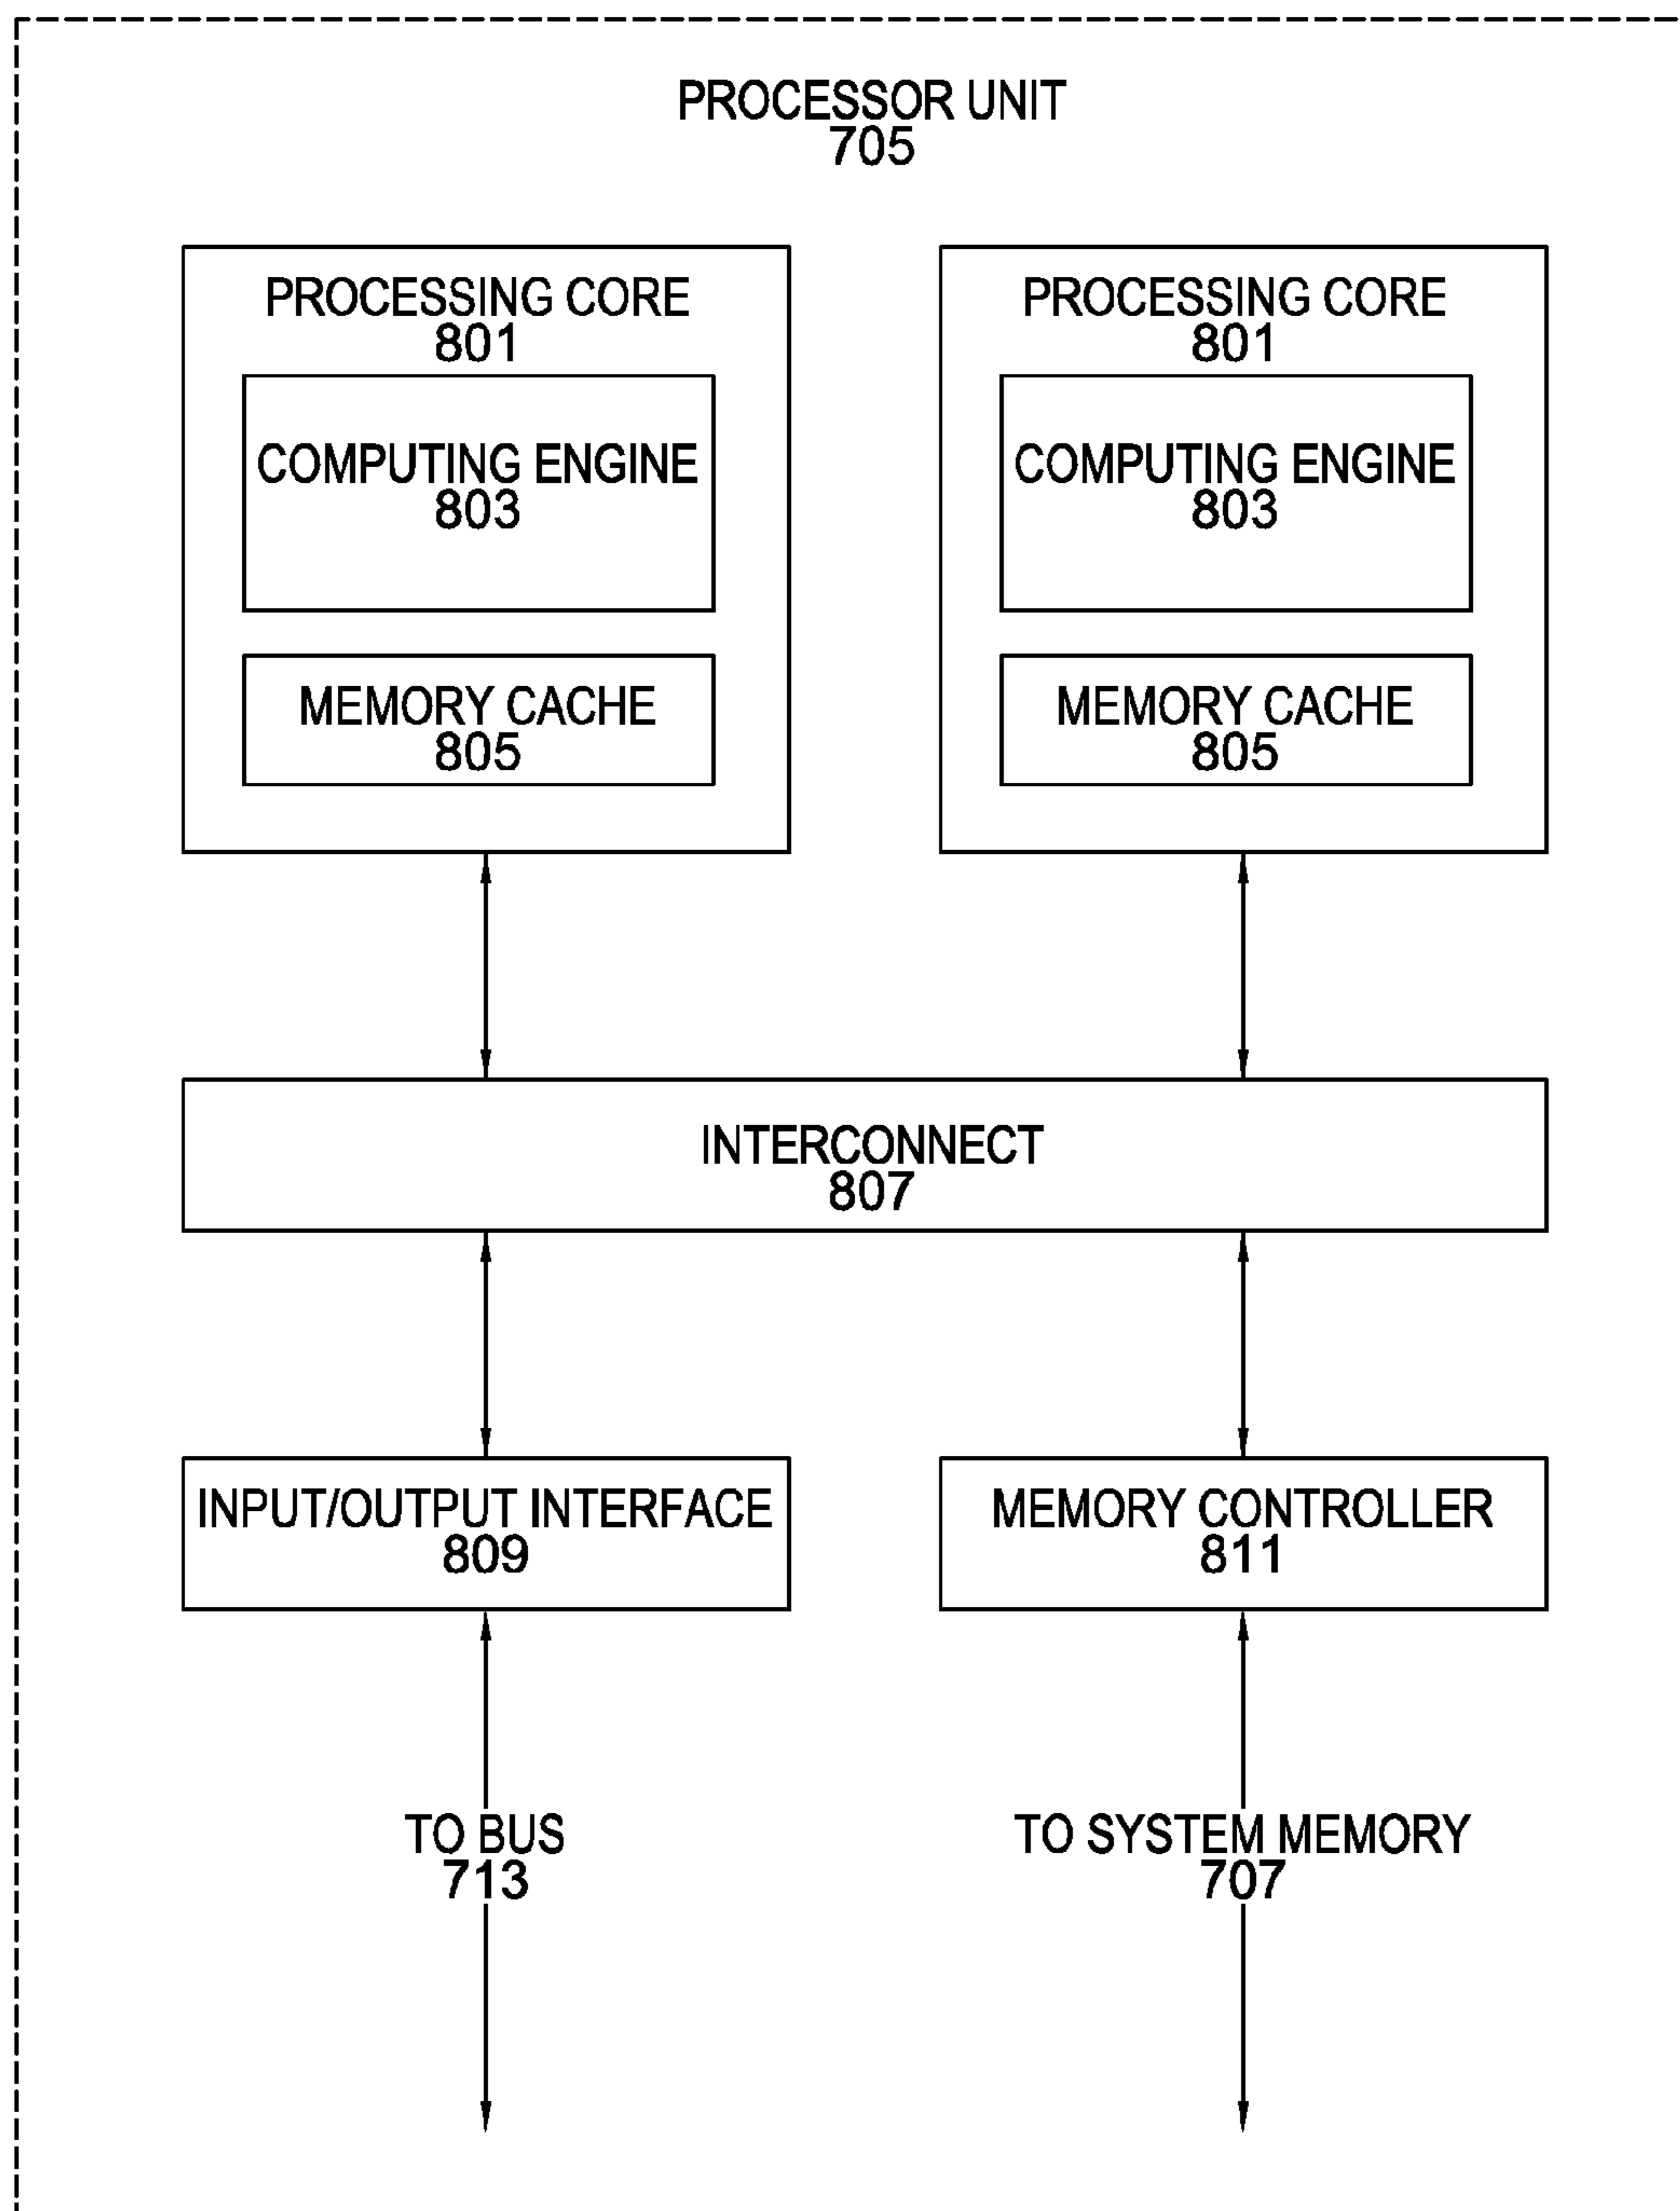 PROCESSOR UNIT
705
PROCESSING CORE
801
COMPUTING ENGINE
803
MEMORY CACHE
805
PROCESSING CORE
801
COMPUTING ENGINE
803
MEMORY CACHE
805
INTERCONNECT
807
INPUT/OUTPUT INTERFACE
809
MEMORY CONTROLLER
811
TO BUS
713
TO SYSTEM MEMORY
707